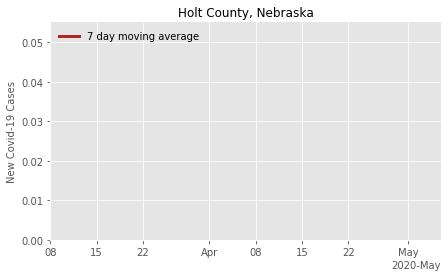 Holt County, Nebraska
7 day moving average
New Covid-19 Cases
0.05
0.04
0.03
0.02
0.01
0.00
08 15 22 Apr 08 15 22 May
2020-May